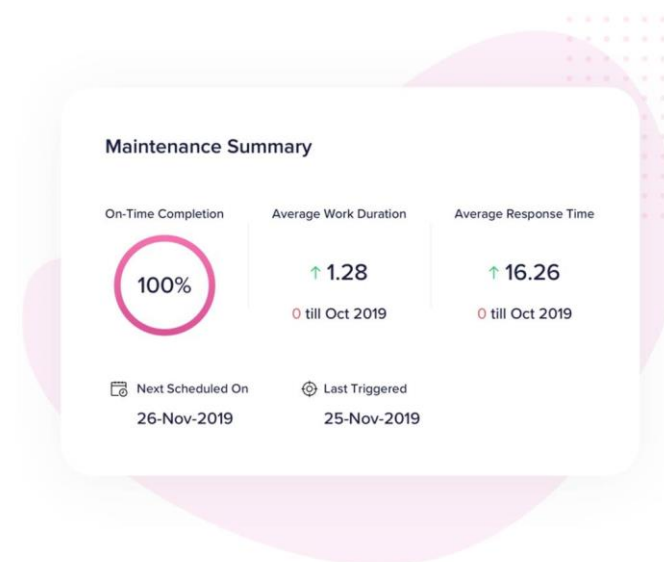 Maintenance Summary
On-Time Completion
100%
Average Work Duration
↑ 1.28
0 till Oct 2019
Average Response Time
↑ 16.26
0 till Oct 2019
Next Scheduled On
26-Nov-2019
Last Triggered
25-Nov-2019